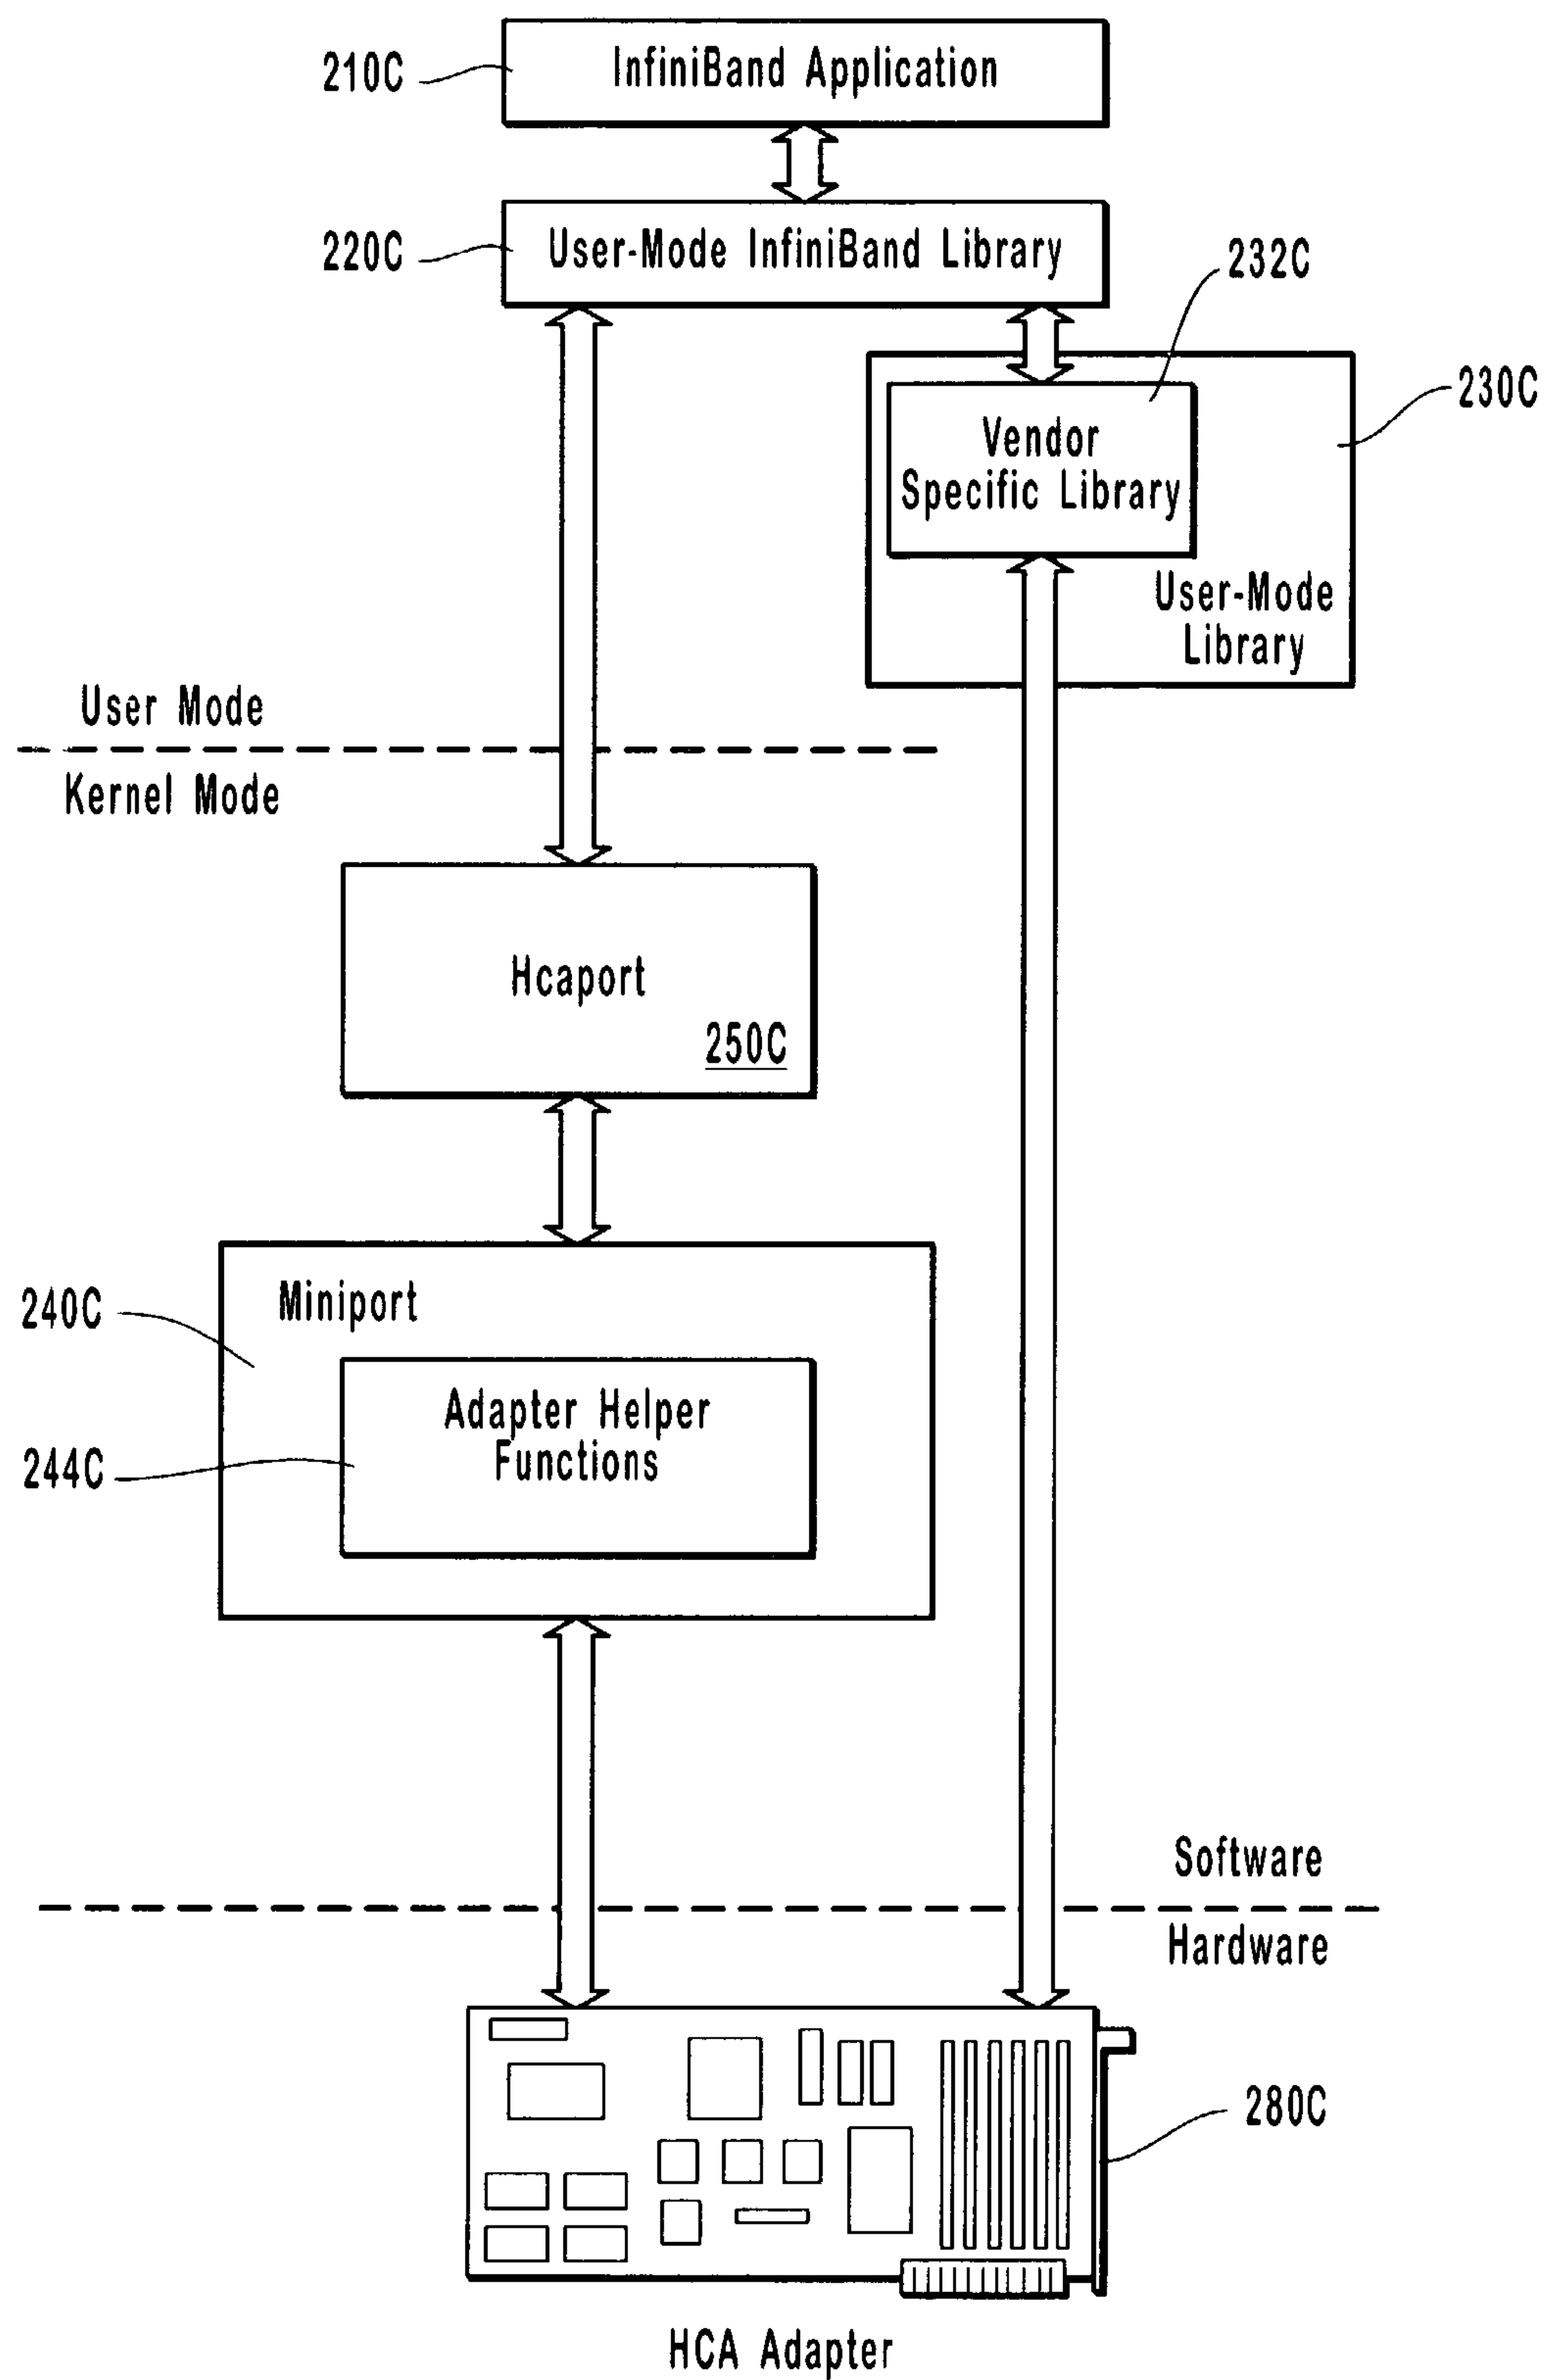 210C
InfiniBand Application
220C
User-Mode InfiniBand Library
232C
230C
Vendor
Specific Library
User-Mode
Library
User Mode
Kernel Mode
Hcaport
250C
240C
Miniport
244C
Adapter Helper
Functions
Software
Hardware
280C
HCA Adapter